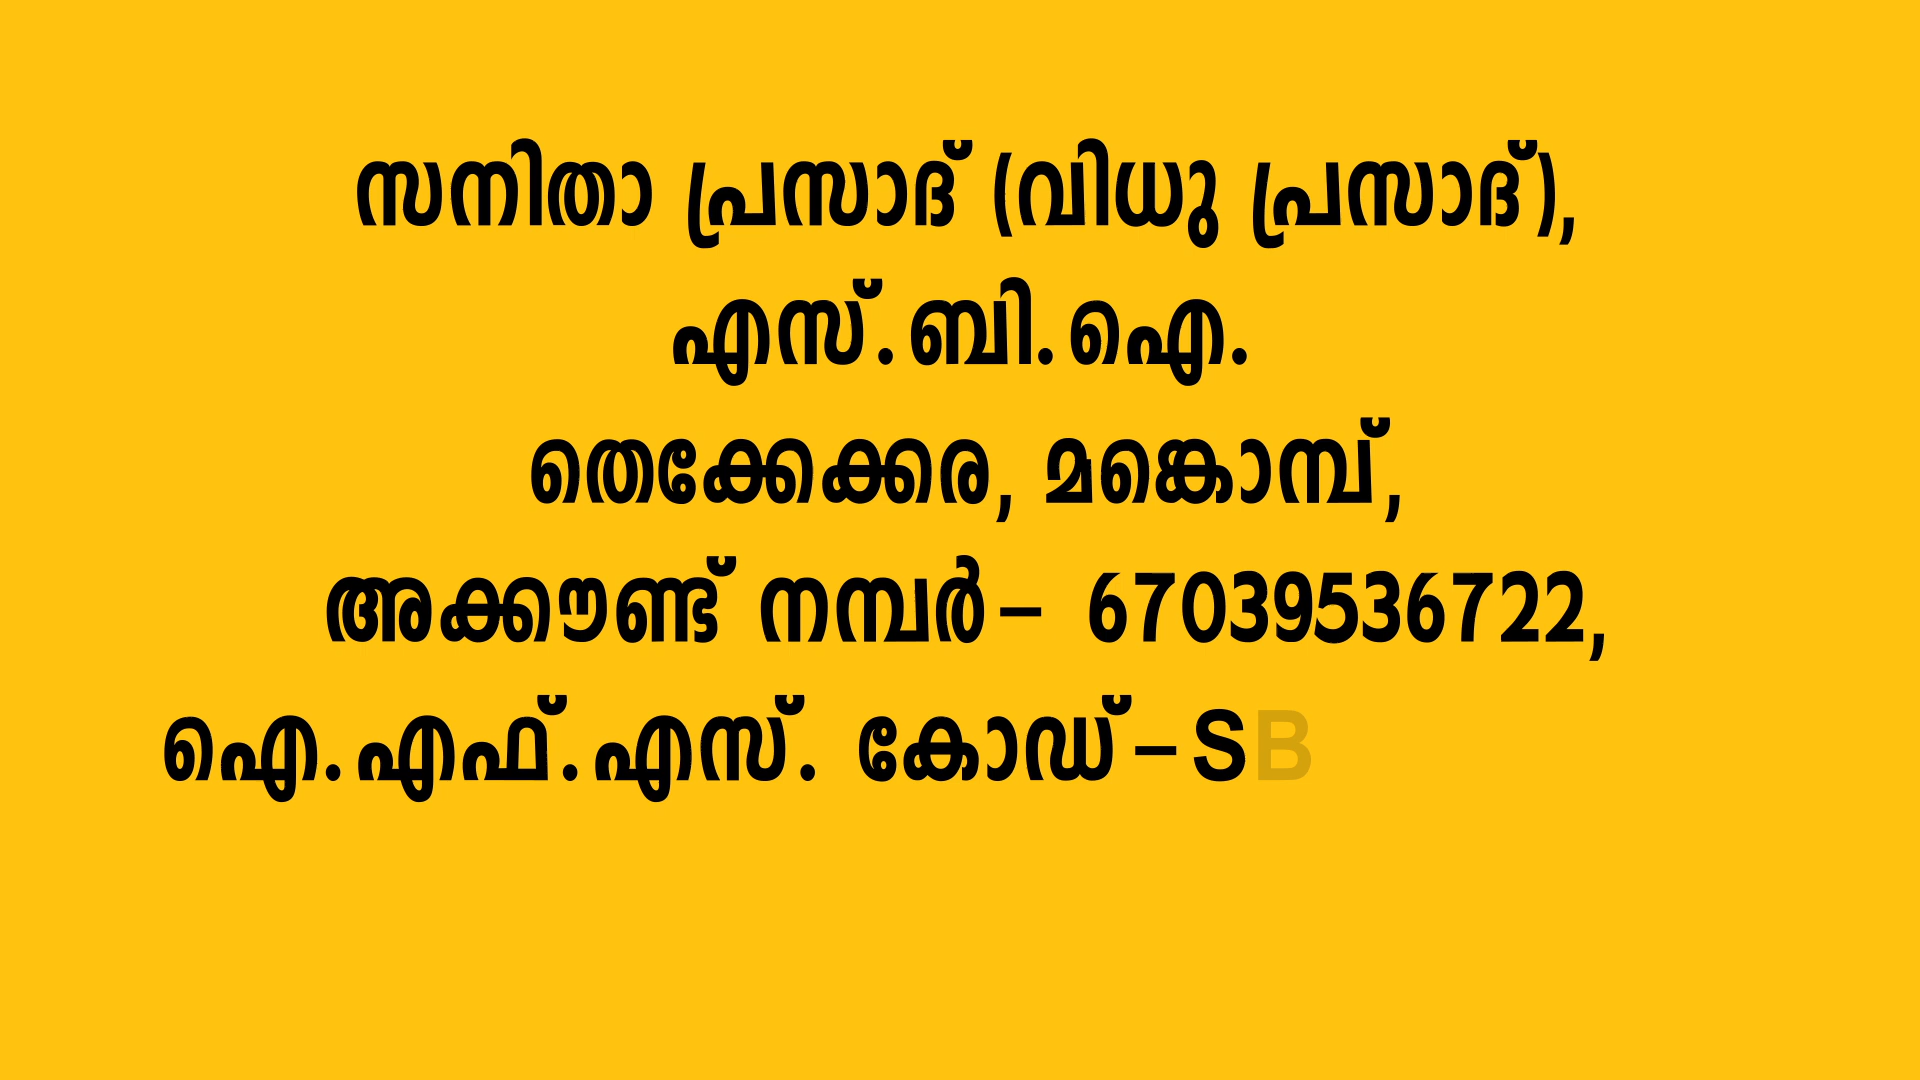 സനിതാ പ്രസാദ് (വിധു പ്രസാദ്),
എസ്.ബി.ഐ.
തെക്കേക്കര, മങ്കൊമ്പ്,
അക്കൗണ്ട് നമ്പർ- 67039536722,
ഐ.എഫ്.എസ്. കോഡ്-SB